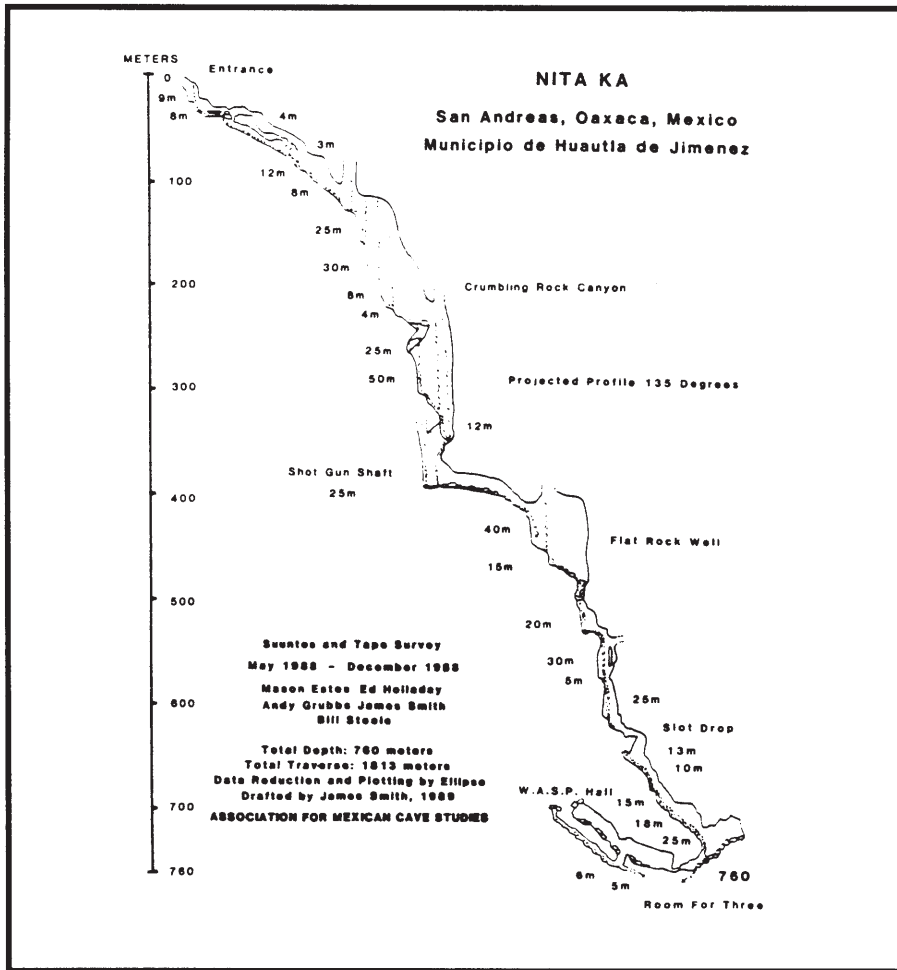 METERS
0
Entrance
NITA KA
San Andreas, Oaxaca, Mexico
Municipio de Huautla de Jimenez
9m
8m
4m
3m
12m
100
8m
25m
30m
200
8m
Crumbling Rock Canyon
4m
25m
50m
300
Projected Profile 135 Degrees
12m
Shot Gun Shaft
25m
400
40m
Flat Rock Well
15m
500
20m
30m
5m
25m
600
Slot Drop
13m
10m
Suuntos and Tape Survey
May 1988 - December 1988
Mason Estes Ed Holladay
Andy Grubbs James Smith
Bill Steele
Total Depth: 760 meters
Total Traverse: 1813 meters
Data Reduction and Plotting by Ellipse
Drafted by James Smith, 1989
ASSOCIATION FOR MEXICAN CAVE STUDIES
W.A.S.P. Hall
15m
700
18m
25m
760
6m
5m
760
Room For Three